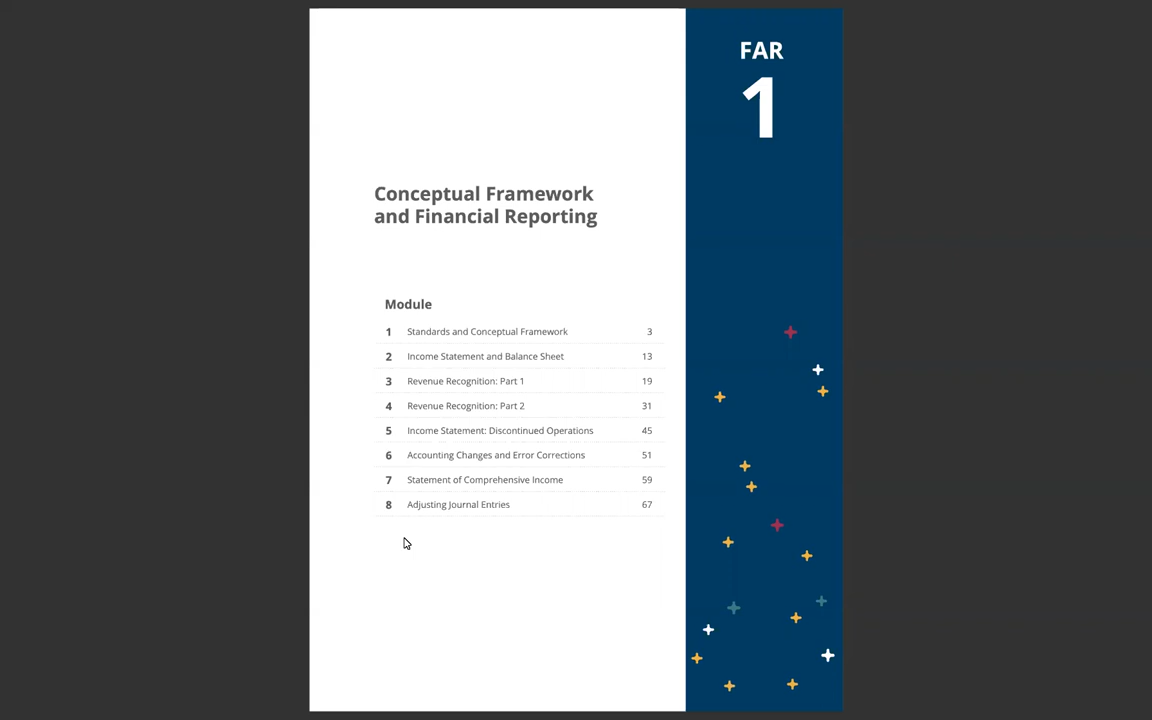 FAR
1
Conceptual Framework
and Financial Reporting
Module
1 Standards and Conceptual Framework 3
2 Income Statement and Balance Sheet 13
3 Revenue Recognition: Part 1 19
4 Revenue Recognition: Part 2 31
5 Income Statement: Discontinued Operations 45
6 Accounting Changes and Error Corrections 51
7 Statement of Comprehensive Income 59
8 Adjusting Journal Entries 67